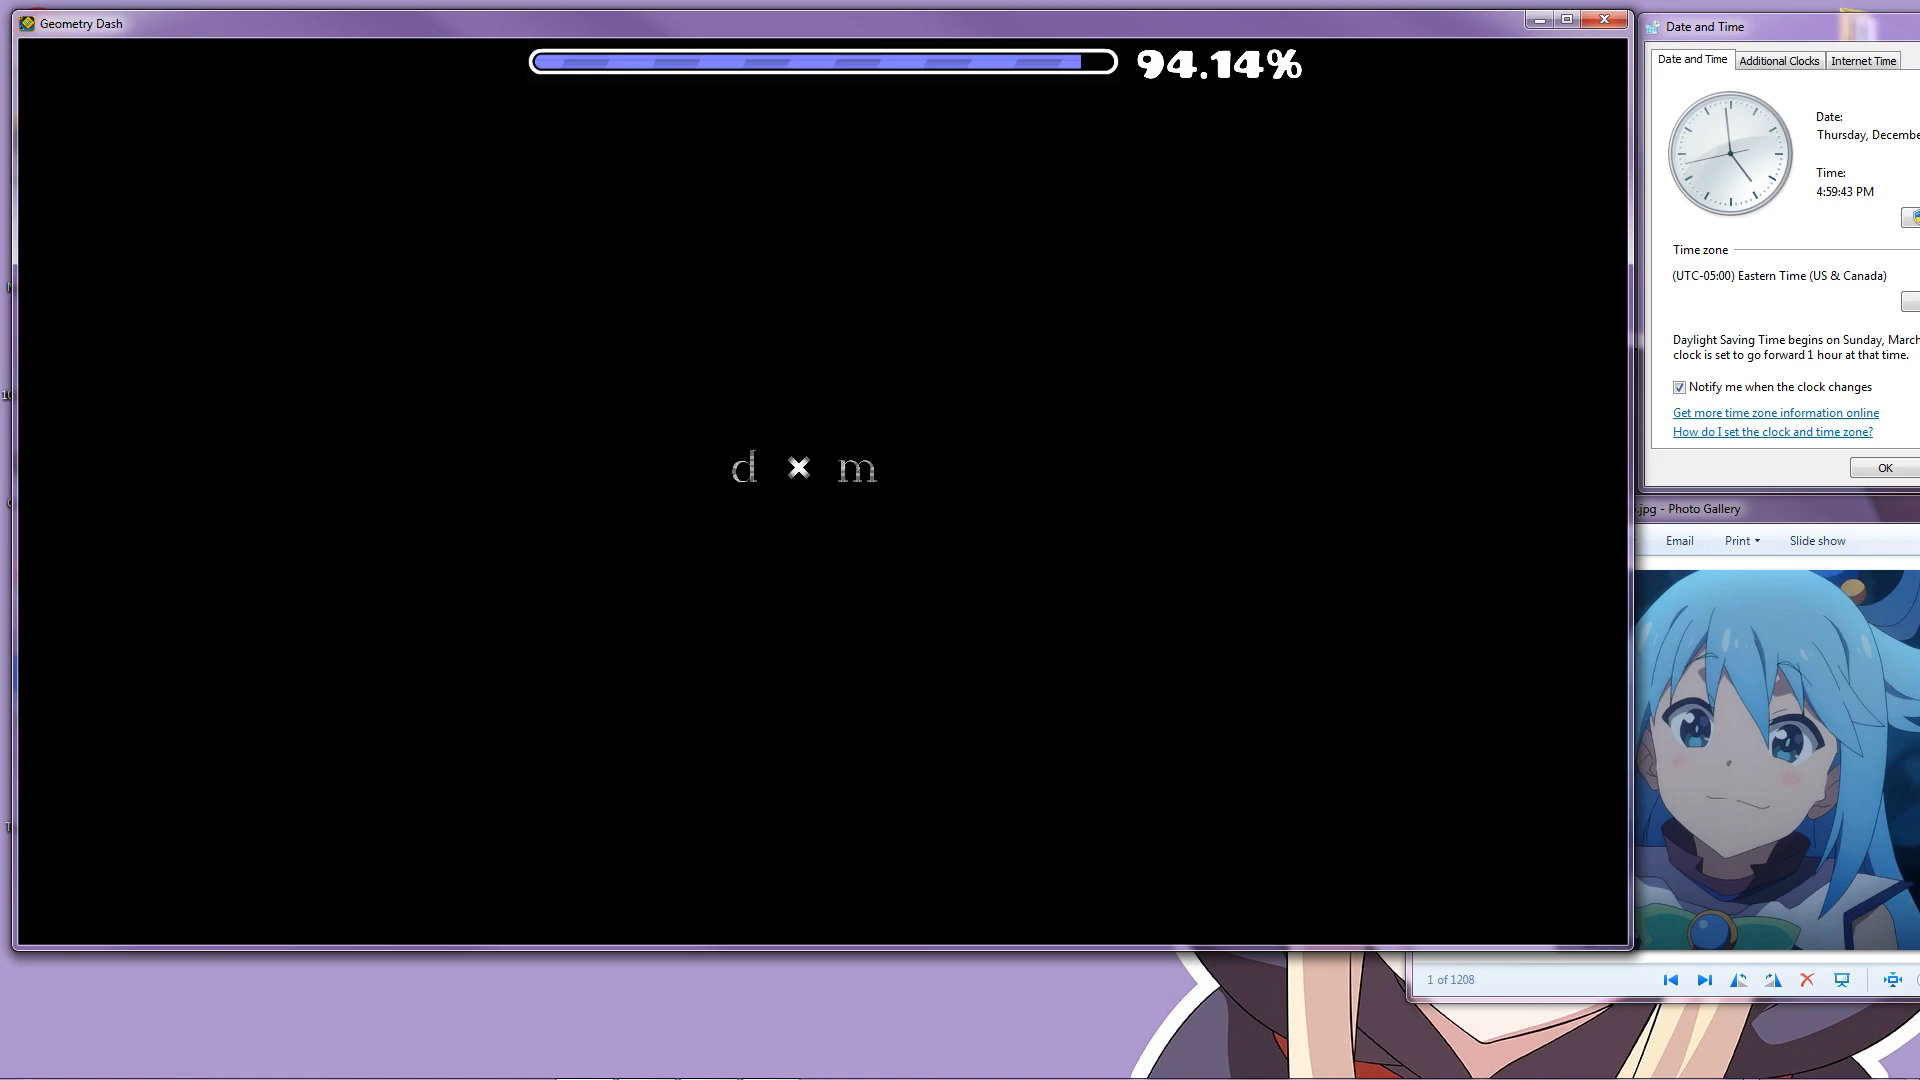 Geometry Dash
94.14%
d × m
Date and Time
Date and Time
Additional Clocks
Internet Time
Date:
Thursday,
Time:
4:59:43 PM
Time zone
(UTC-05:00) Eastern Time (US & Canada)
Daylight Saving Time begins on Sunday, March
clock is set to go forward 1 hour at that time.
Notify me when the clock changes
Get more time zone information online
How do I set the clock and time zone?
OK
.jpg - Photo Gallery
Email
Print
Slide show
1 of 1208